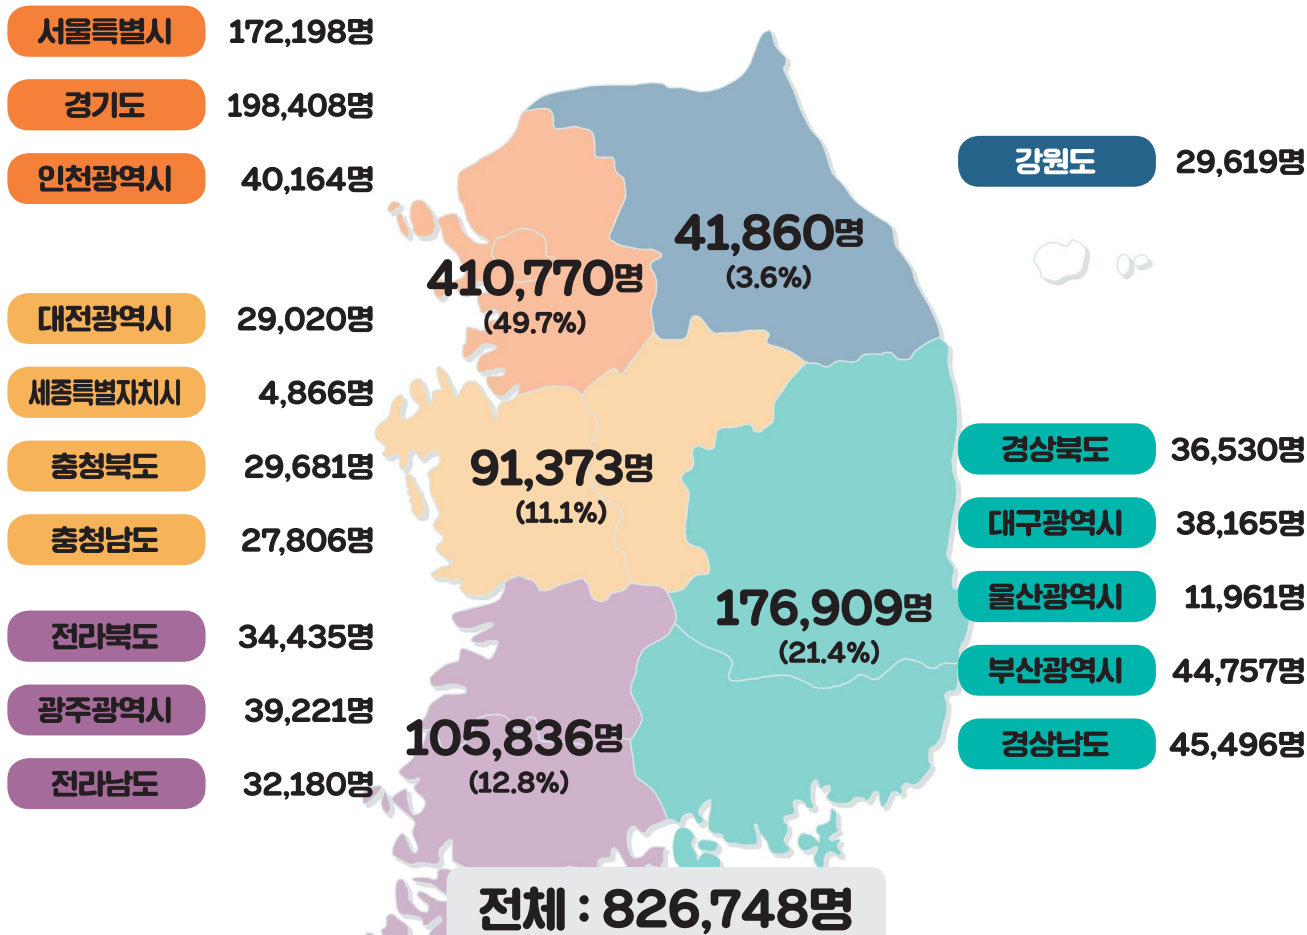 서울특별시 172,198명
경기도 198,408명
인천광역시 40,164명
대전광역시 29,020명
세종특별자치시 4,866명
충청북도 29,681명
충청남도 27,806명
전라북도 34,435명
광주광역시 39,221명
전라남도 32,180명
41,860명
(3.6%)
410,770명
(49.7%)
91,373명
(11.1%)
176,909명
(21.4%)
105,836명
(12.8%)
강원도 29,619명
경상북도 36,530명
대구광역시 38,165명
울산광역시 11,961명
부산광역시 44,757명
경상남도 45,496명
전체 : 826,748명